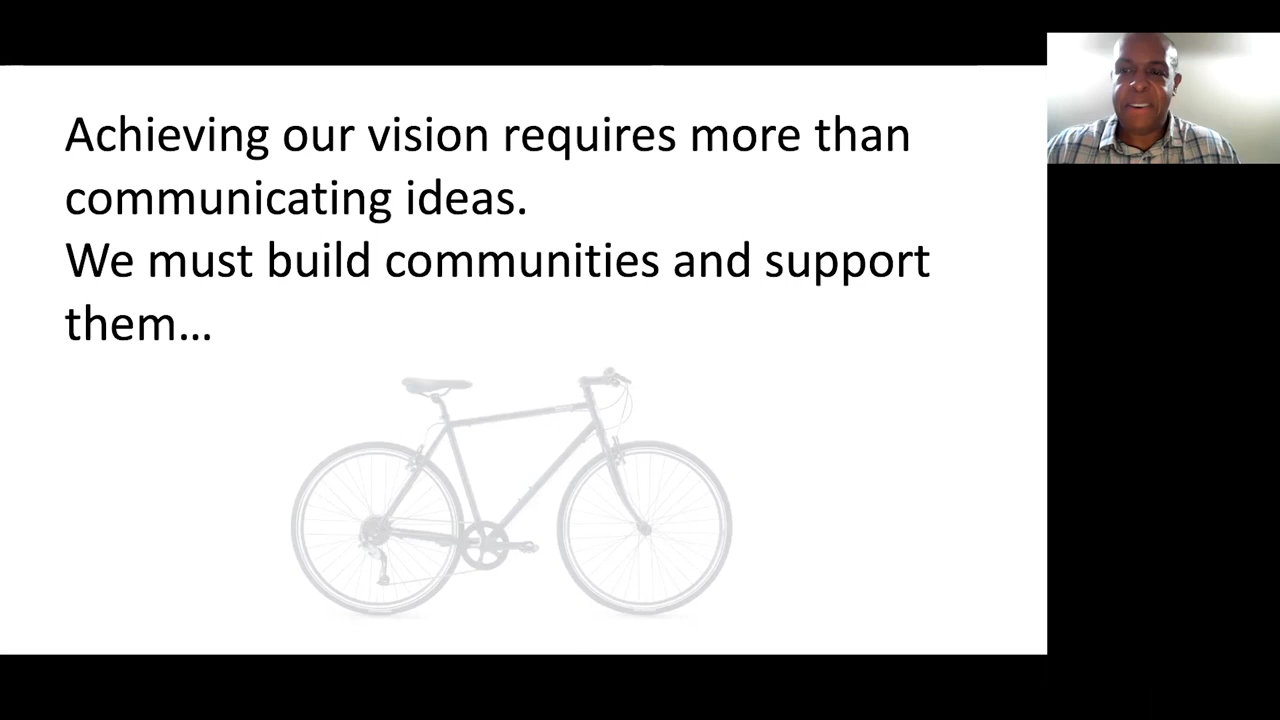 Achieving our vision requires more than
communicating ideas.
We must build communities and support
them…